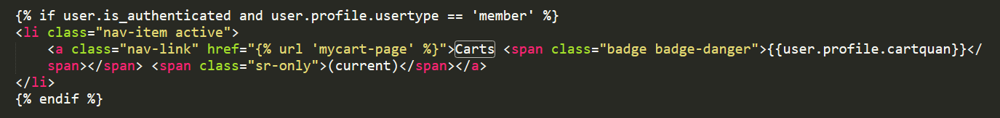 {% if user.is_authenticated and user.profile.usertype == 'member' %}
<li class="nav-item active">
<a class="nav-link" href="{% url 'mycart-page' %}">Carts <span class="badge badge-danger">{{user.profile.cartquan}}</
span></span> <span class="sr-only">(current)</span></a>
</li>
{% endif %}